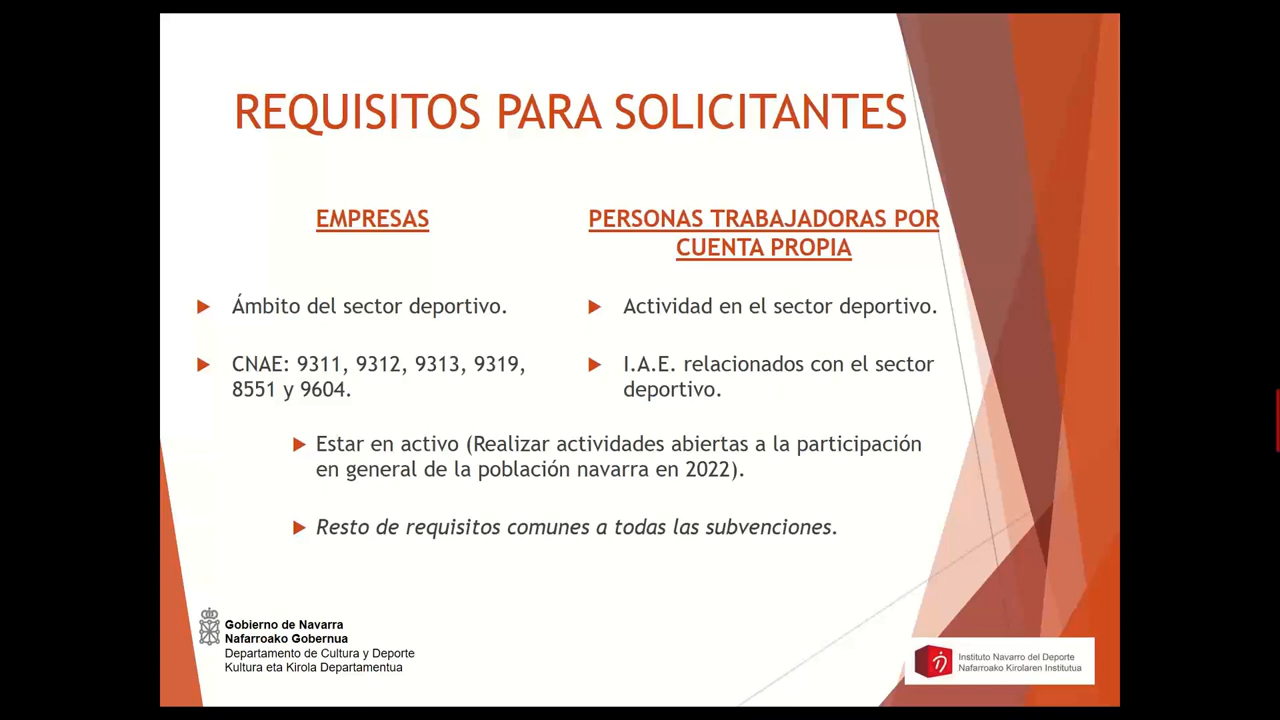 REQUISITOS PARA SOLICITANTES
EMPRESAS
Ámbito del sector deportivo.
CNAE: 9311, 9312, 9313, 9319,
8551 y 9604.
PERSONAS TRABAJADORAS POR
CUENTA PROPIA
Actividad en el sector deportivo.
I.A.E. relacionados con el sector
deportivo.
Estar en activo (Realizar actividades abiertas a la participación
en general de la población navarra en 2022).
Resto de requisitos comunes a todas las subvenciones.
Gobierno de Navarra
Nafarroako Gobernua
Departamento de Cultura y Deporte
Kultura eta Kirola Departamentua
Instituto Navarro del Deporte
Nafarroako Kirolaren Institutua